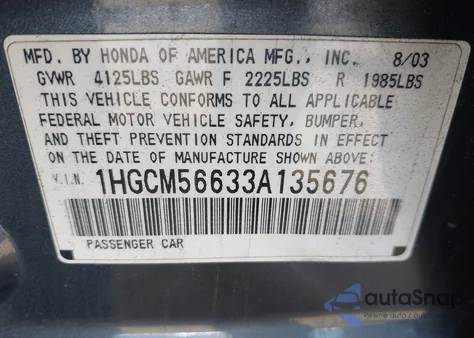 MFD. BY HONDA OF AMERICA MFG., INC. 8/03
GVWR 4125LBS GAWR F 2225LBS R 1985LBS
THIS VEHICLE CONFORMS TO ALL APPLICABLE
FEDERAL MOTOR VEHICLE SAFETY, BUMPER,
AND THEFT PREVENTION STANDARDS IN EFFECT
ON THE DATE OF MANUFACTURE SHOWN ABOVE:
V.I.N. 1HGCM56633A135676
PASSENGER CAR
autoSnap